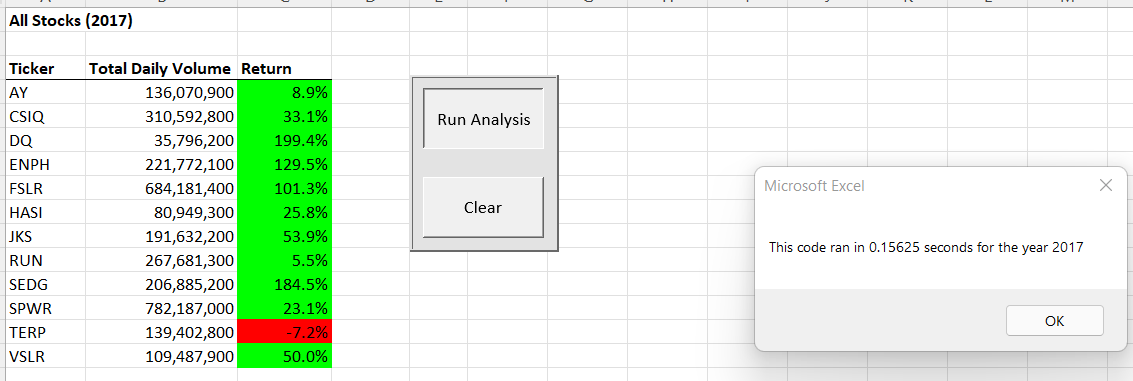 All Stocks (2017)
Ticker Total Daily Volume Return
AY 136,070,900 8.9%
CSIQ 310,592,800 33.1%
DQ 35,796,200 199.4%
ENPH 221,772,100 129.5%
FSLR 684,181,400 101.3%
HASI 80,949,300 25.8%
JKS 191,632,200 53.9%
RUN 267,681,300 5.5%
SEDG 206,885,200 184.5%
SPWR 782,187,000 23.1%
TERP 139,402,800 -7.2%
VSLR 109,487,900 50.0%
Run Analysis
Clear
Microsoft Excel
This code ran in 0.15625 seconds for the year 2017
OK